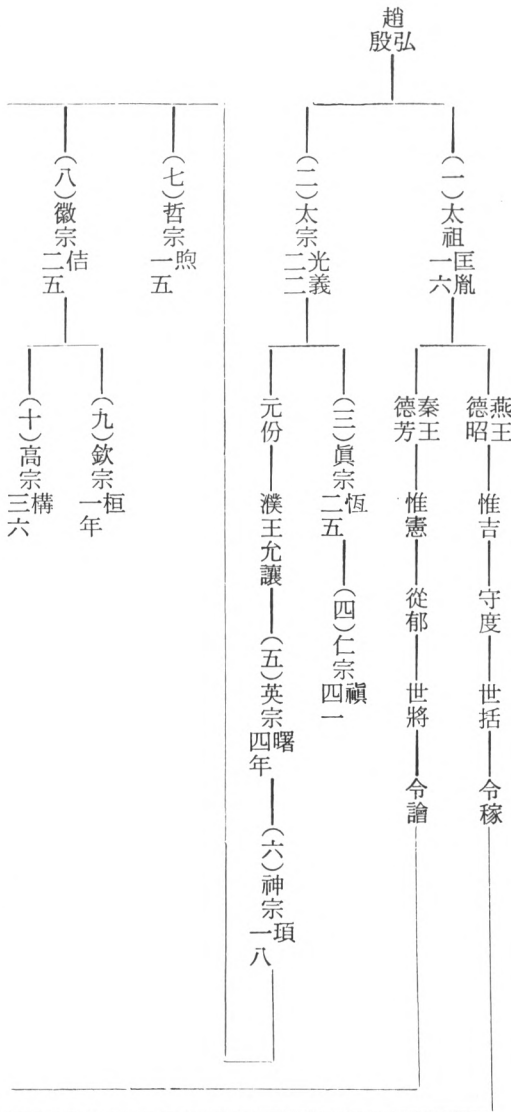 趙弘殷
(一)太祖匡胤一六
燕王德昭
惟吉
守度
世括
令稼
秦王德芳
惟憲
從郁
世將
令譮
(二)太宗光義二二
(三)眞宗恆二五
(四)仁宗禎四一
元份
濮王允讓
(五)英宗曙四年
(六)神宗頊一八
(七)哲宗煦一五
(八)徽宗佶二五
(九)欽宗桓一年
(十)高宗構三六